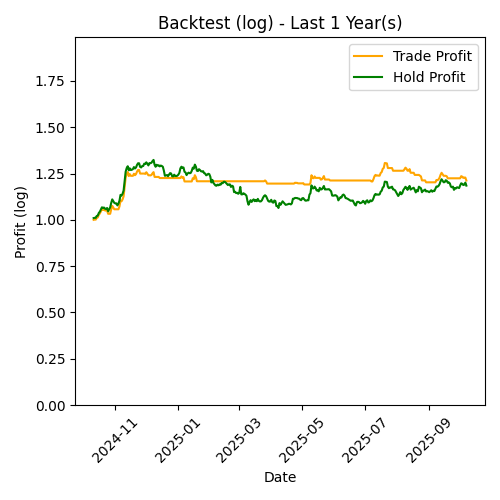 Backtest (log) - Last 1 Year(s)
Trade Profit
Hold Profit
Profit (log)
1.75
1.50
1.25
1.00
0.75
0.50
0.25
0.00
2024-11
2025-01
2025-03
2025-05
2025-07
2025-09
Date